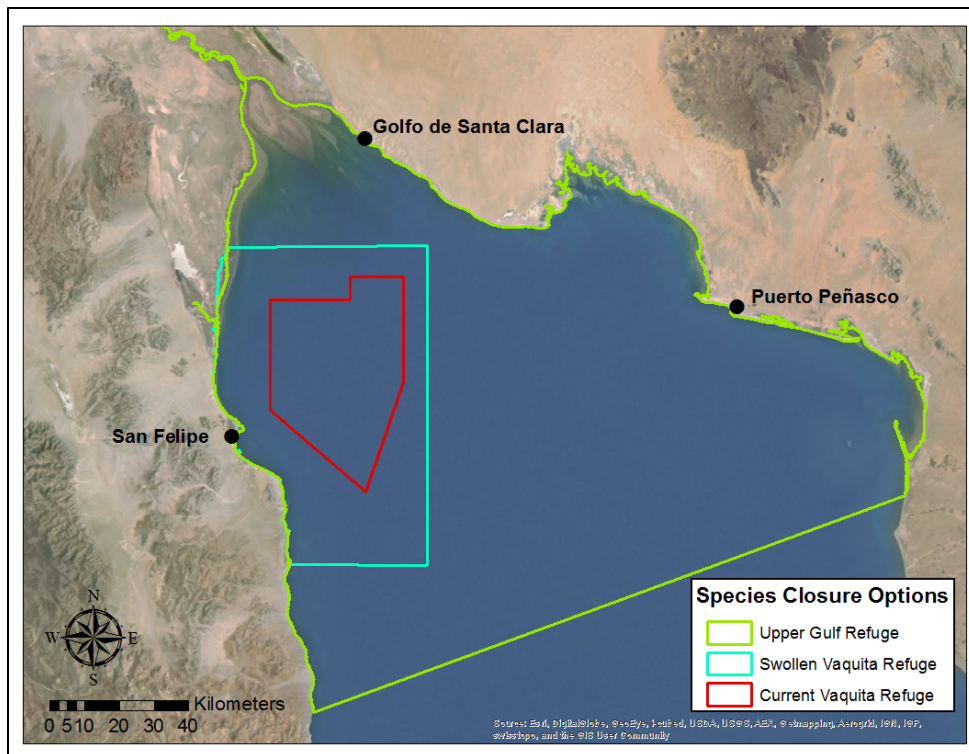 Golfo de Santa Clara
Puerto Peñasco
San Felipe
N
W E
S
Kilometers
0 5 10 20 30 40
Species Closure Options
Upper Gulf Refuge
Swollen Vaquita Refuge
Current Vaquita Refuge
Source: Esri, DigitalGlobe, GeoEye, i-cubed, USDA, USGS, AEX, Getmapping, Aerogrid, IGN, IGP,
swisstopo, and the GIS User Community